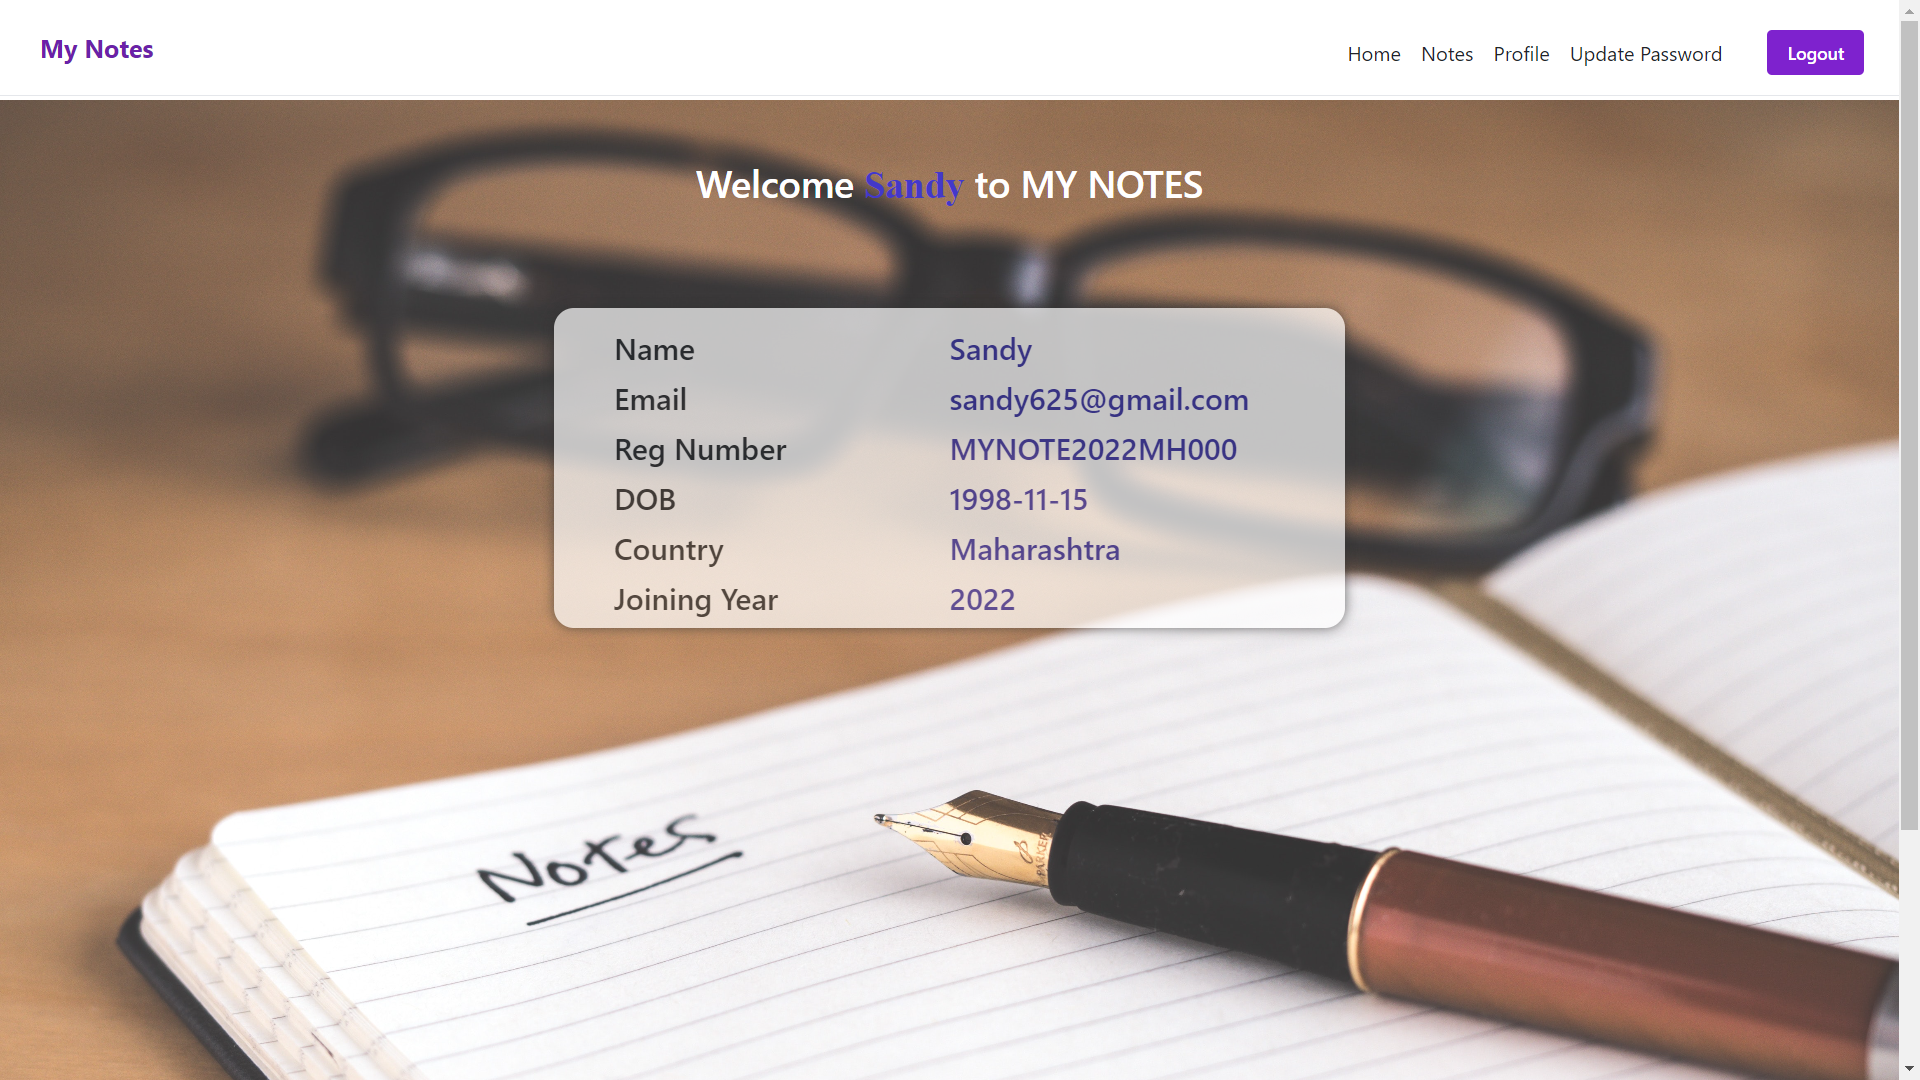 My Notes
Home Notes Profile Update Password Logout
Welcome Sandy to MY NOTES
Name Sandy
Email sandy625@gmail.com
Reg Number MYNOTE2022MH000
DOB 1998-11-15
Country Maharashtra
Joining Year 2022
Notes
PARKER